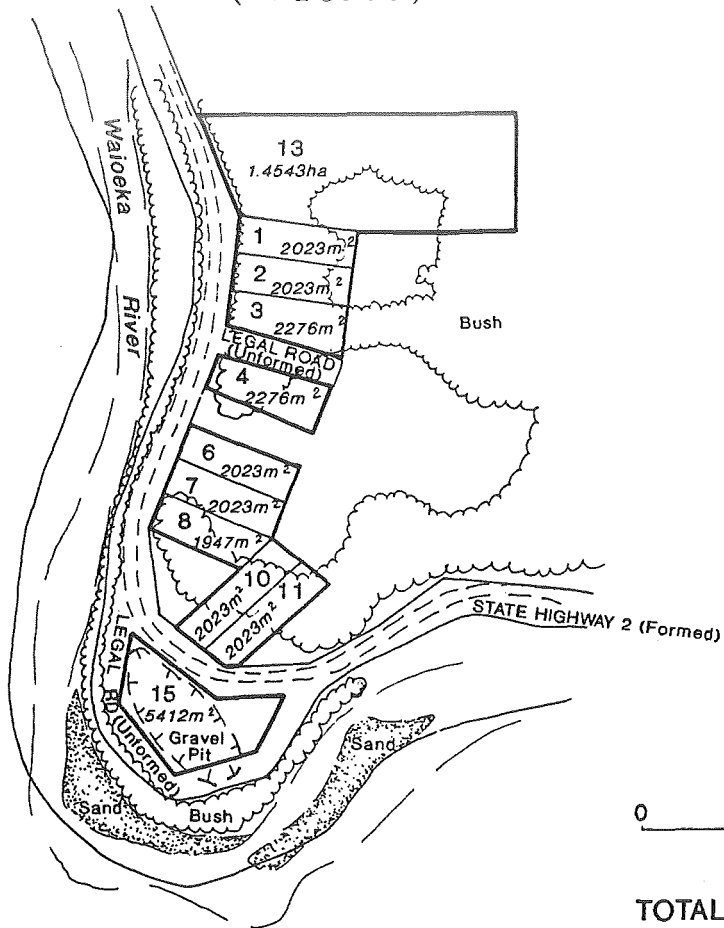 Waioeka
River
13
1.4543ha
1
2023m²
2
2023m²
3
2276m²
LEGAL ROAD
(Unformed)
4
2276m²
Bush
6
2023m²
7
2023m²
8
1947m²
10
2023m²
11
2023m²
STATE HIGHWAY 2 (Formed)
LEGAL RD (Unformed)
15
5412m²
Gravel
Pit
Sand
Bush
Sand
0
TOTAL